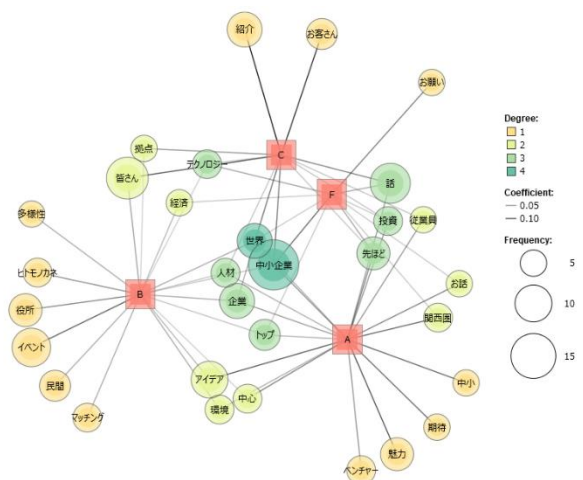 紹介
お客さん
お願い
拠点
テクノロジー
C
皆さん
話
F
経済
投資
従業員
多様性
世界
先ほど
中小企業
ヒトモノカネ
人材
B
企業
お話
役所
関西圏
トップ
A
イベント
アイデア
民間
中小
中心
環境
マッチング
期待
魅力
ベンチャー
Degree:
1
2
3
4
Coefficient:
0.05
0.10
Frequency:
5
10
15